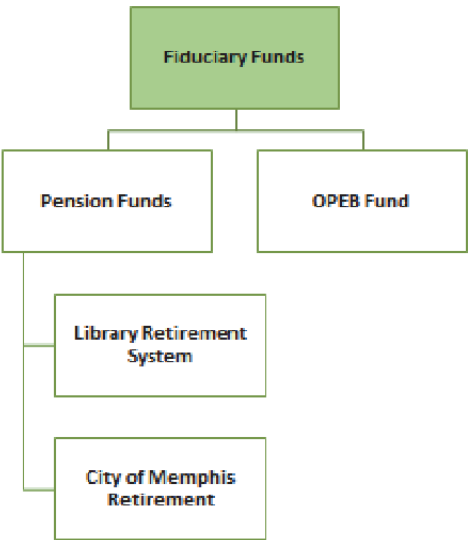 Fiduciary Funds
Pension Funds
OPEB Fund
Library Retirement
System
City of Memphis
Retirement